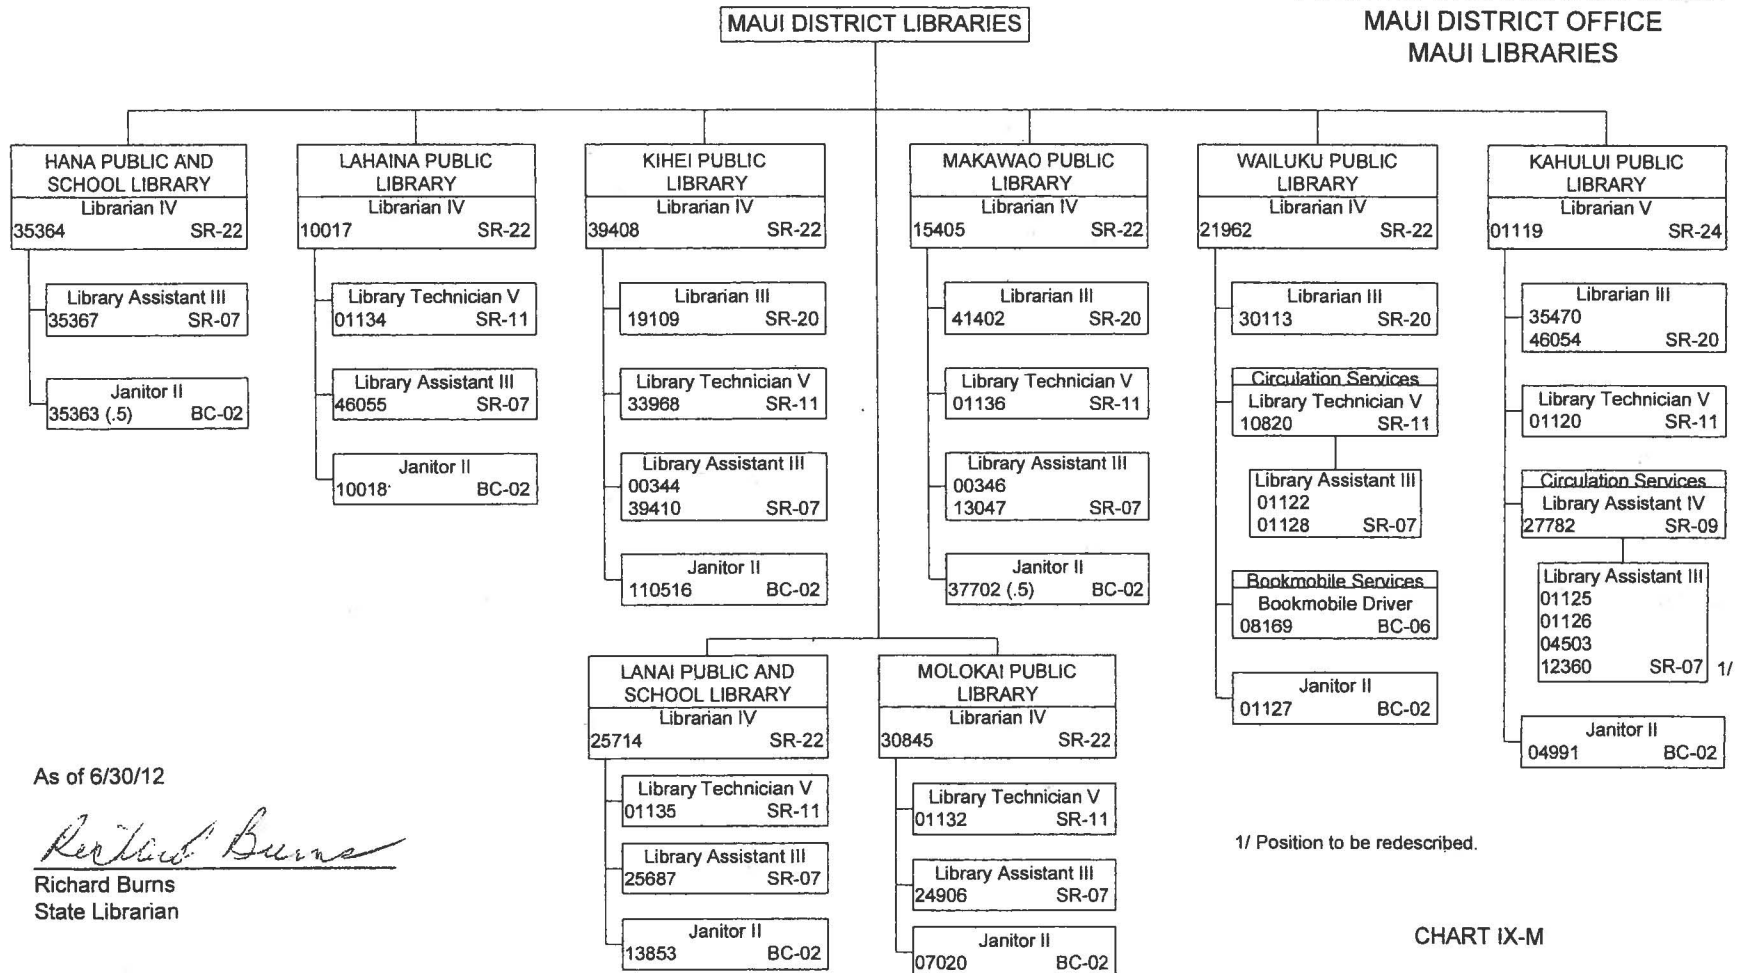 MAUI DISTRICT LIBRARIES
MAUI DISTRICT OFFICE
MAUI LIBRARIES
HANA PUBLIC AND
SCHOOL LIBRARY
Librarian IV
35364 SR-22
Library Assistant III
35367 SR-07
Janitor II
35363 (.5) BC-02
LAHAINA PUBLIC
LIBRARY
Librarian IV
10017 SR-22
Library Technician V
01134 SR-11
Library Assistant III
46055 SR-07
Janitor II
10018 BC-02
KIHEI PUBLIC
LIBRARY
Librarian IV
39408 SR-22
Librarian III
19109 SR-20
Library Technician V
33968 SR-11
Library Assistant III
00344
39410 SR-07
Janitor II
110516 BC-02
MAKAWAO PUBLIC
LIBRARY
Librarian IV
15405 SR-22
Librarian III
41402 SR-20
Library Technician V
01136 SR-11
Library Assistant III
00346
13047 SR-07
Janitor II
37702 (.5) BC-02
WAILUKU PUBLIC
LIBRARY
Librarian IV
21962 SR-22
Librarian III
30113 SR-20
Circulation Services
Library Technician V
10820 SR-11
Library Assistant III
01122
01128 SR-07
Bookmobile Services
Bookmobile Driver
08169 BC-06
Janitor II
01127 BC-02
KAHULUI PUBLIC
LIBRARY
Librarian V
01119 SR-24
Librarian III
35470
46054 SR-20
Library Technician V
01120 SR-11
Circulation Services
Library Assistant IV
27782 SR-09
Library Assistant III
01125
01126
04503
12360 SR-07 1/
Janitor II
04991 BC-02
LANAI PUBLIC AND
SCHOOL LIBRARY
Librarian IV
25714 SR-22
Library Technician V
01135 SR-11
Library Assistant III
25687 SR-07
Janitor II
13853 BC-02
MOLOKAI PUBLIC
LIBRARY
Librarian IV
30845 SR-22
Library Technician V
01132 SR-11
Library Assistant III
24906 SR-07
Janitor II
07020 BC-02
As of 6/30/12
Richard Burns
Richard Burns
State Librarian
1/ Position to be redescribed.
CHART IX-M